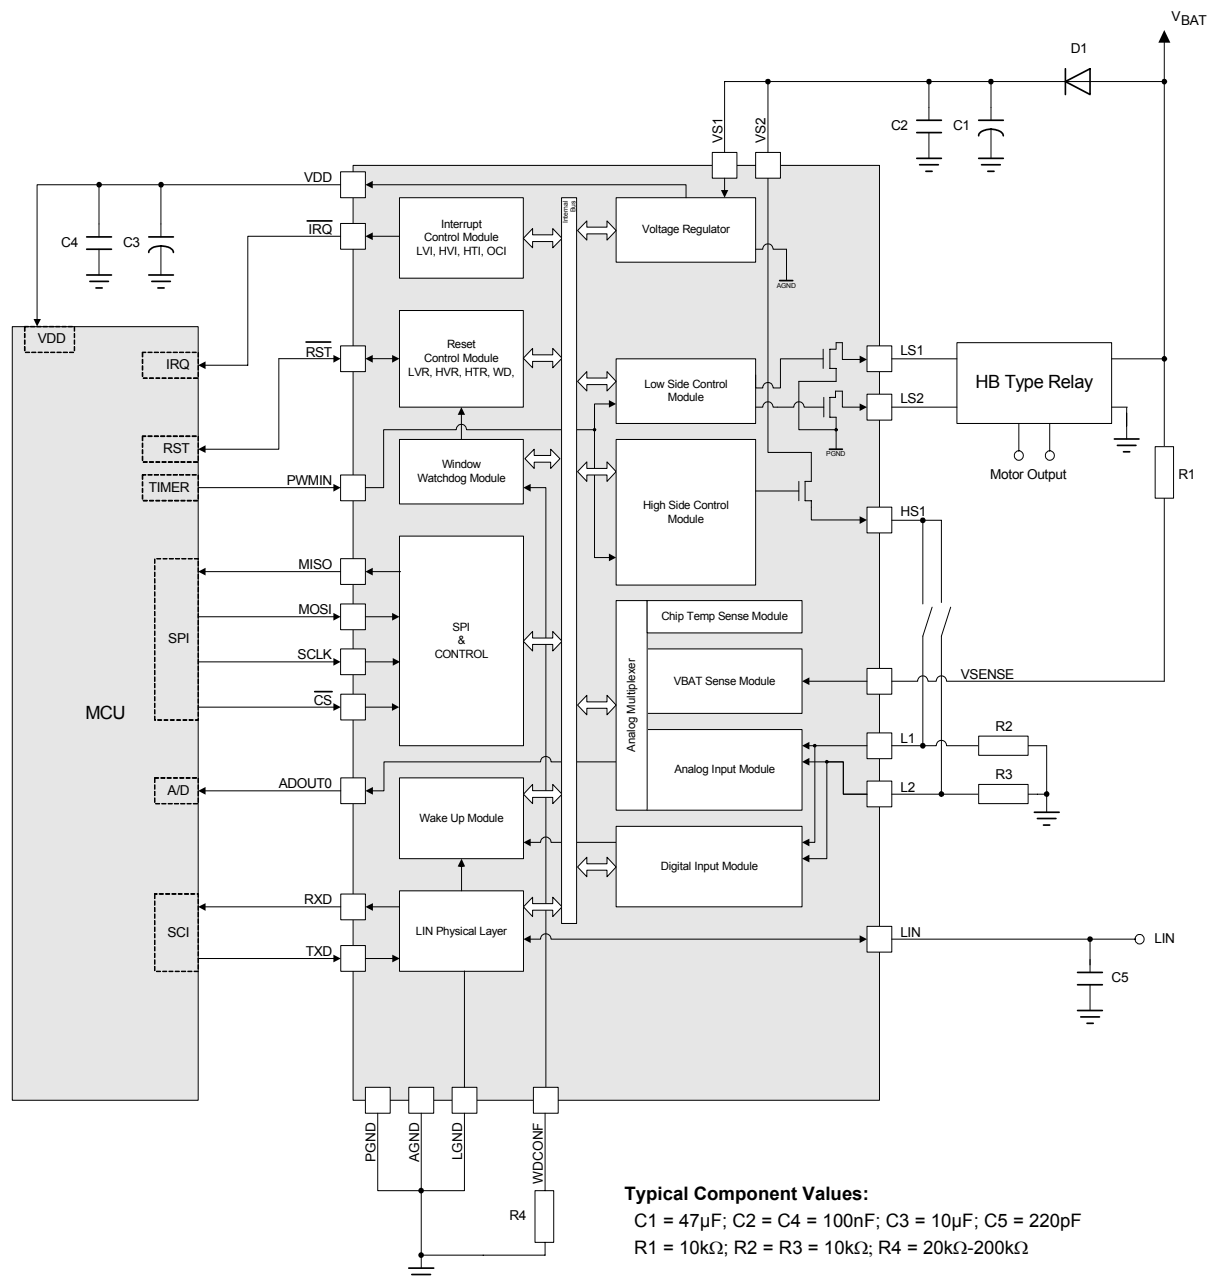 V_BAT
D1
C2
C1
VS1
VS2
VDD
C4
C3
IRQ
Interrupt
Control Module
LVI, HVI, HTI, OCI
Internal
Bus
Voltage Regulator
AGND
VDD
IRQ
RST
Reset
Control Module
LVR, HVR, HTR, WD,
Low Side Control
Module
LS1
LS2
HB Type Relay
PGND
Motor Output
R1
RST
TIMER
PWMIN
Window
Watchdog Module
High Side Control
Module
HS1
MISO
MOSI
SCLK
CS
SPI
SPI
&
CONTROL
MCU
Chip Temp Sense Module
Analog Multiplexer
VBAT Sense Module
VSENSE
Analog Input Module
L1
L2
R2
R3
A/D
ADOUT0
Wake Up Module
Digital Input Module
RXD
SCI
TXD
LIN Physical Layer
LIN
LIN
C5
PGND
AGND
LGND
WDCONF
R4
Typical Component Values:
C1 = 47µF; C2 = C4 = 100nF; C3 = 10µF; C5 = 220pF
R1 = 10kΩ; R2 = R3 = 10kΩ; R4 = 20kΩ-200kΩ